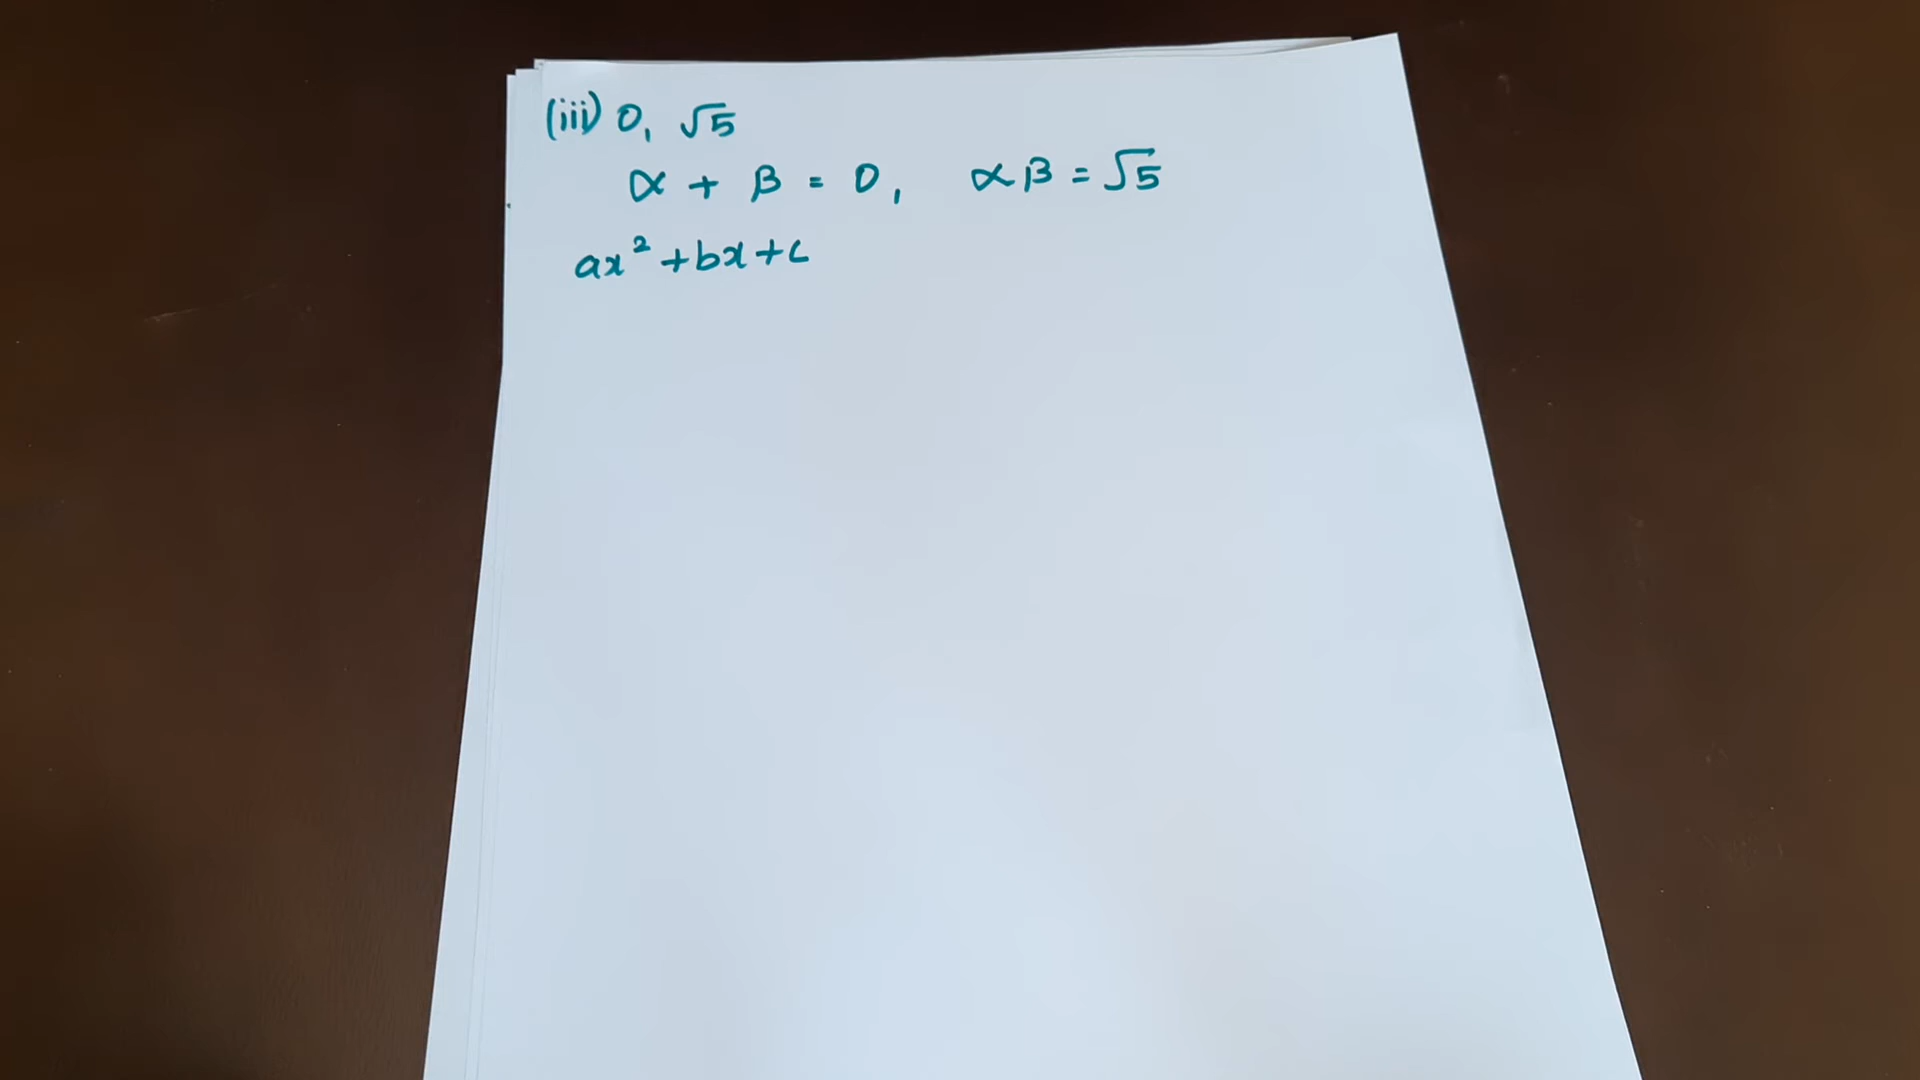 (iii) 0, √5
α + β = 0, αβ = √5
ax² + bx + c